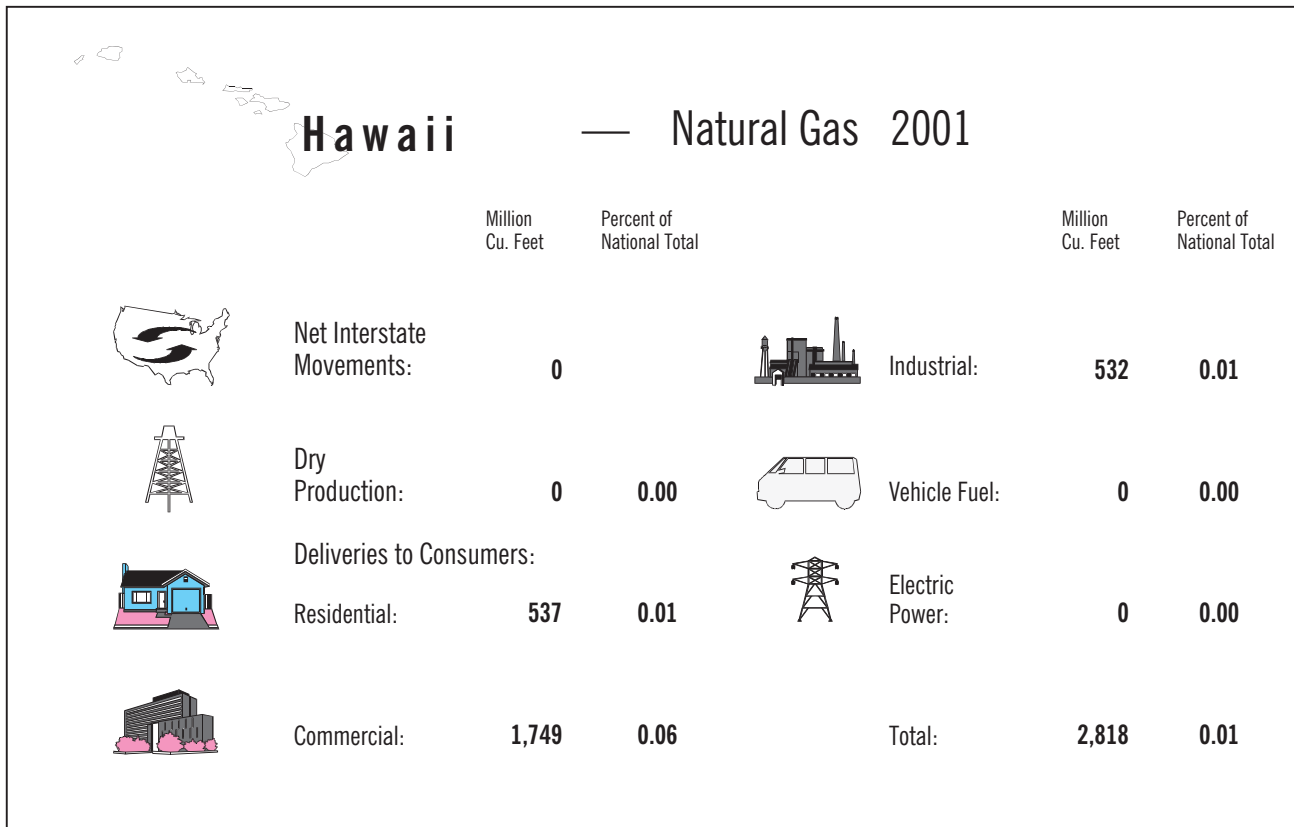 Hawaii — Natural Gas 2001
Million Cu. Feet
Percent of National Total
Net Interstate
Movements: 0
Dry
Production: 0 0.00
Deliveries to Consumers:
Residential: 537 0.01
Commercial: 1,749 0.06
Million Cu. Feet
Percent of National Total
Industrial: 532 0.01
Vehicle Fuel: 0 0.00
Electric
Power: 0 0.00
Total: 2,818 0.01